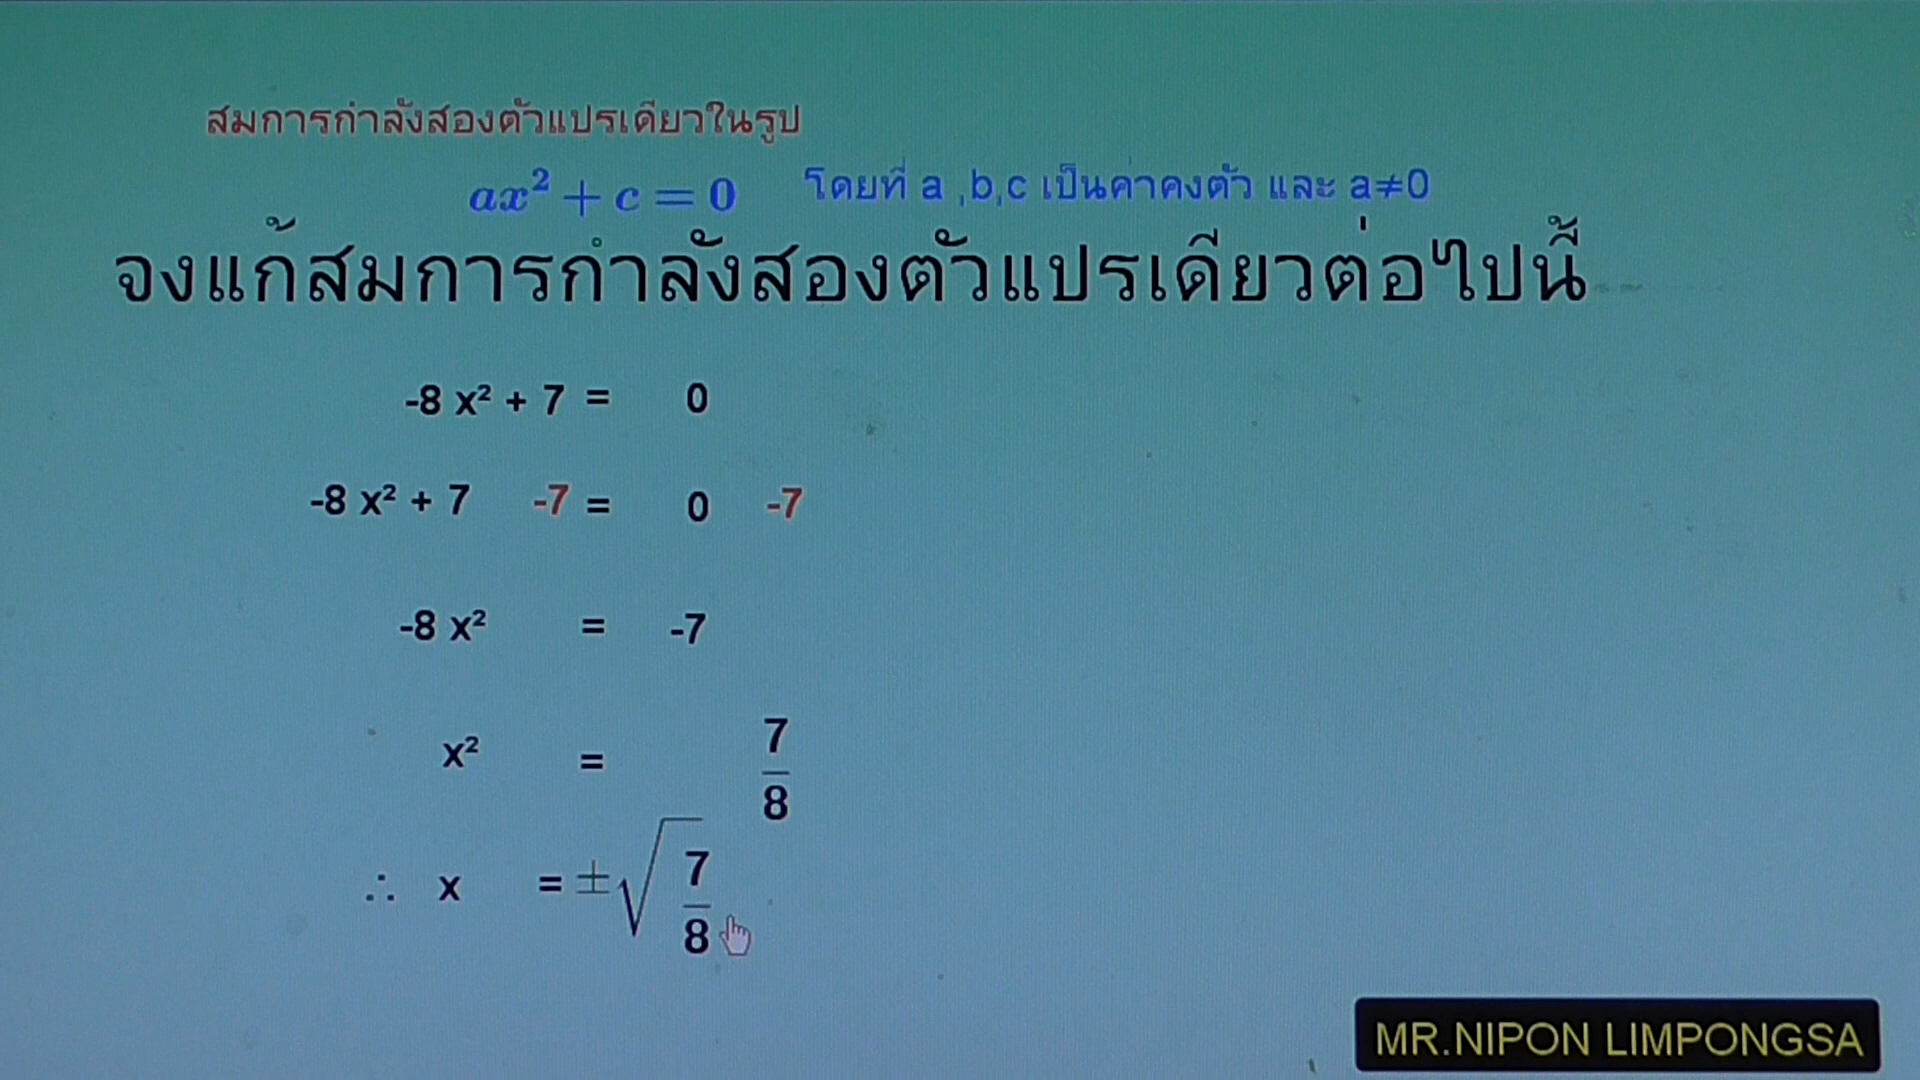 สมการกำลังสองตัวแปรเดียวในรูป
ax² + c = 0 โดยที่ a ,b,c เป็นค่าคงตัว และ a≠0
จงแก้สมการกำลังสองตัวแปรเดียวต่อไปนี้
-8 x² + 7 = 0
-8 x² + 7 -7 = 0 -7
-8 x² = -7
x² = 7/8
∴ x = ±√7/8
MR.NIPON LIMPONGSA